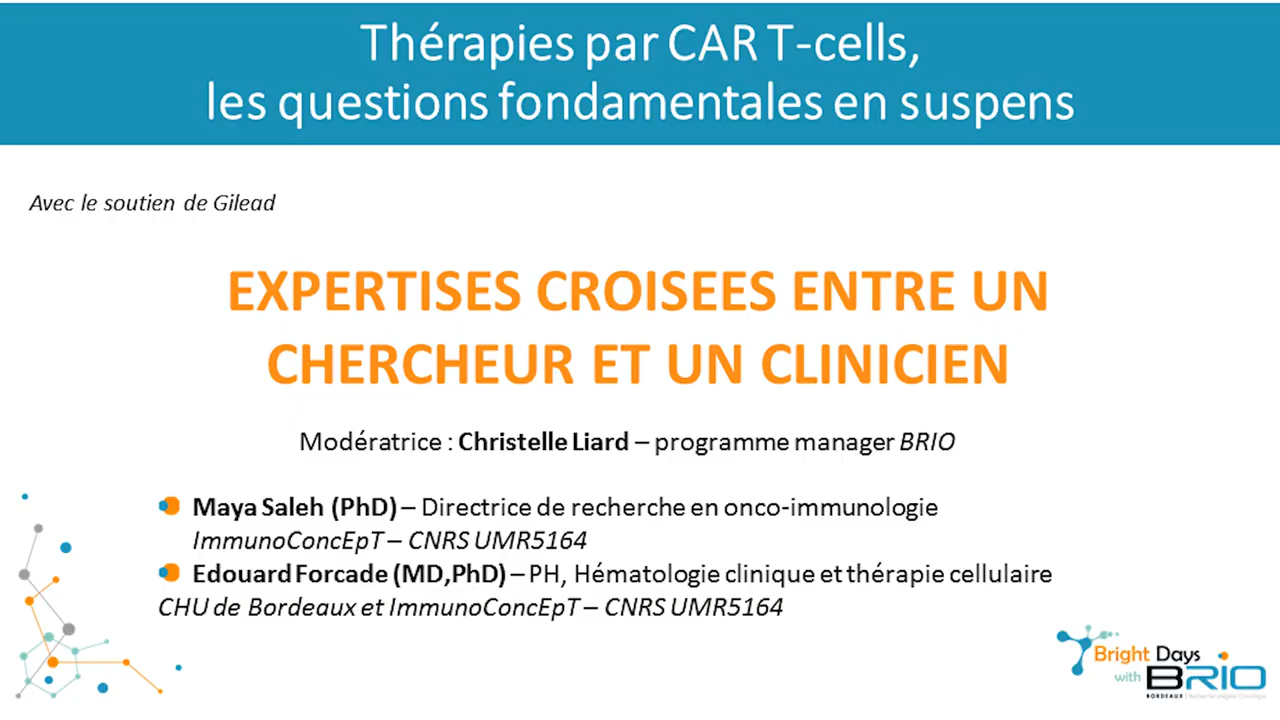 Thérapies par CAR T-cells,
les questions fondamentales en suspens
Avec le soutien de Gilead
EXPERTISES CROISEES ENTRE UN
CHERCHEUR ET UN CLINICIEN
Modératrice : Christelle Liard – programme manager BRIO
Maya Saleh (PhD) – Directrice de recherche en onco-immunologie
ImmunoConcEpT – CNRS UMR5164
Edouard Forcade (MD,PhD) – PH, Hématologie clinique et thérapie cellulaire
CHU de Bordeaux et ImmunoConcEpT – CNRS UMR5164
Bright Days
with BRIO
BORDEAUX